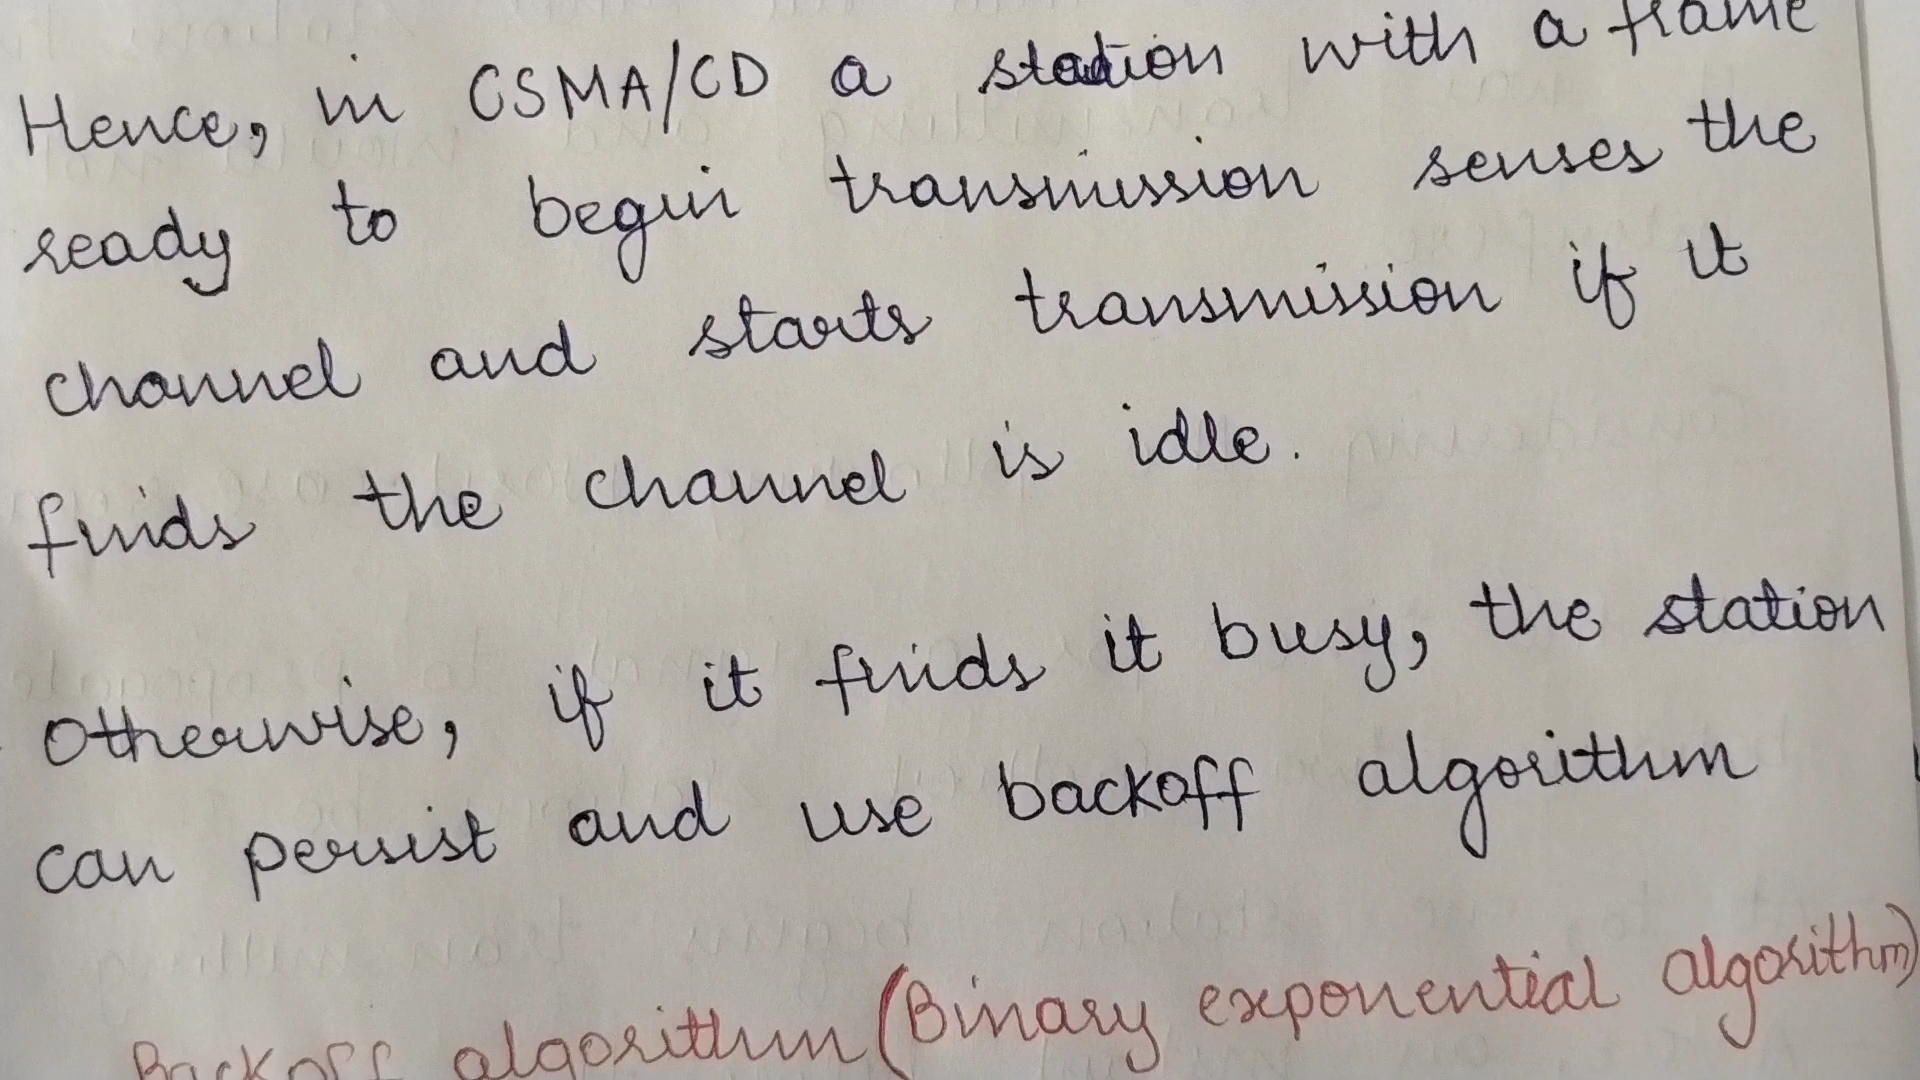 Hence, in CSMA/CD a station with a frame
ready to begin transmission senses the
channel and starts transmission if it
finds the channel is idle.
Otherwise, if it finds it busy, the station
can persist and use backoff algorithm
Backoff algorithm (Binary exponential algorithm)